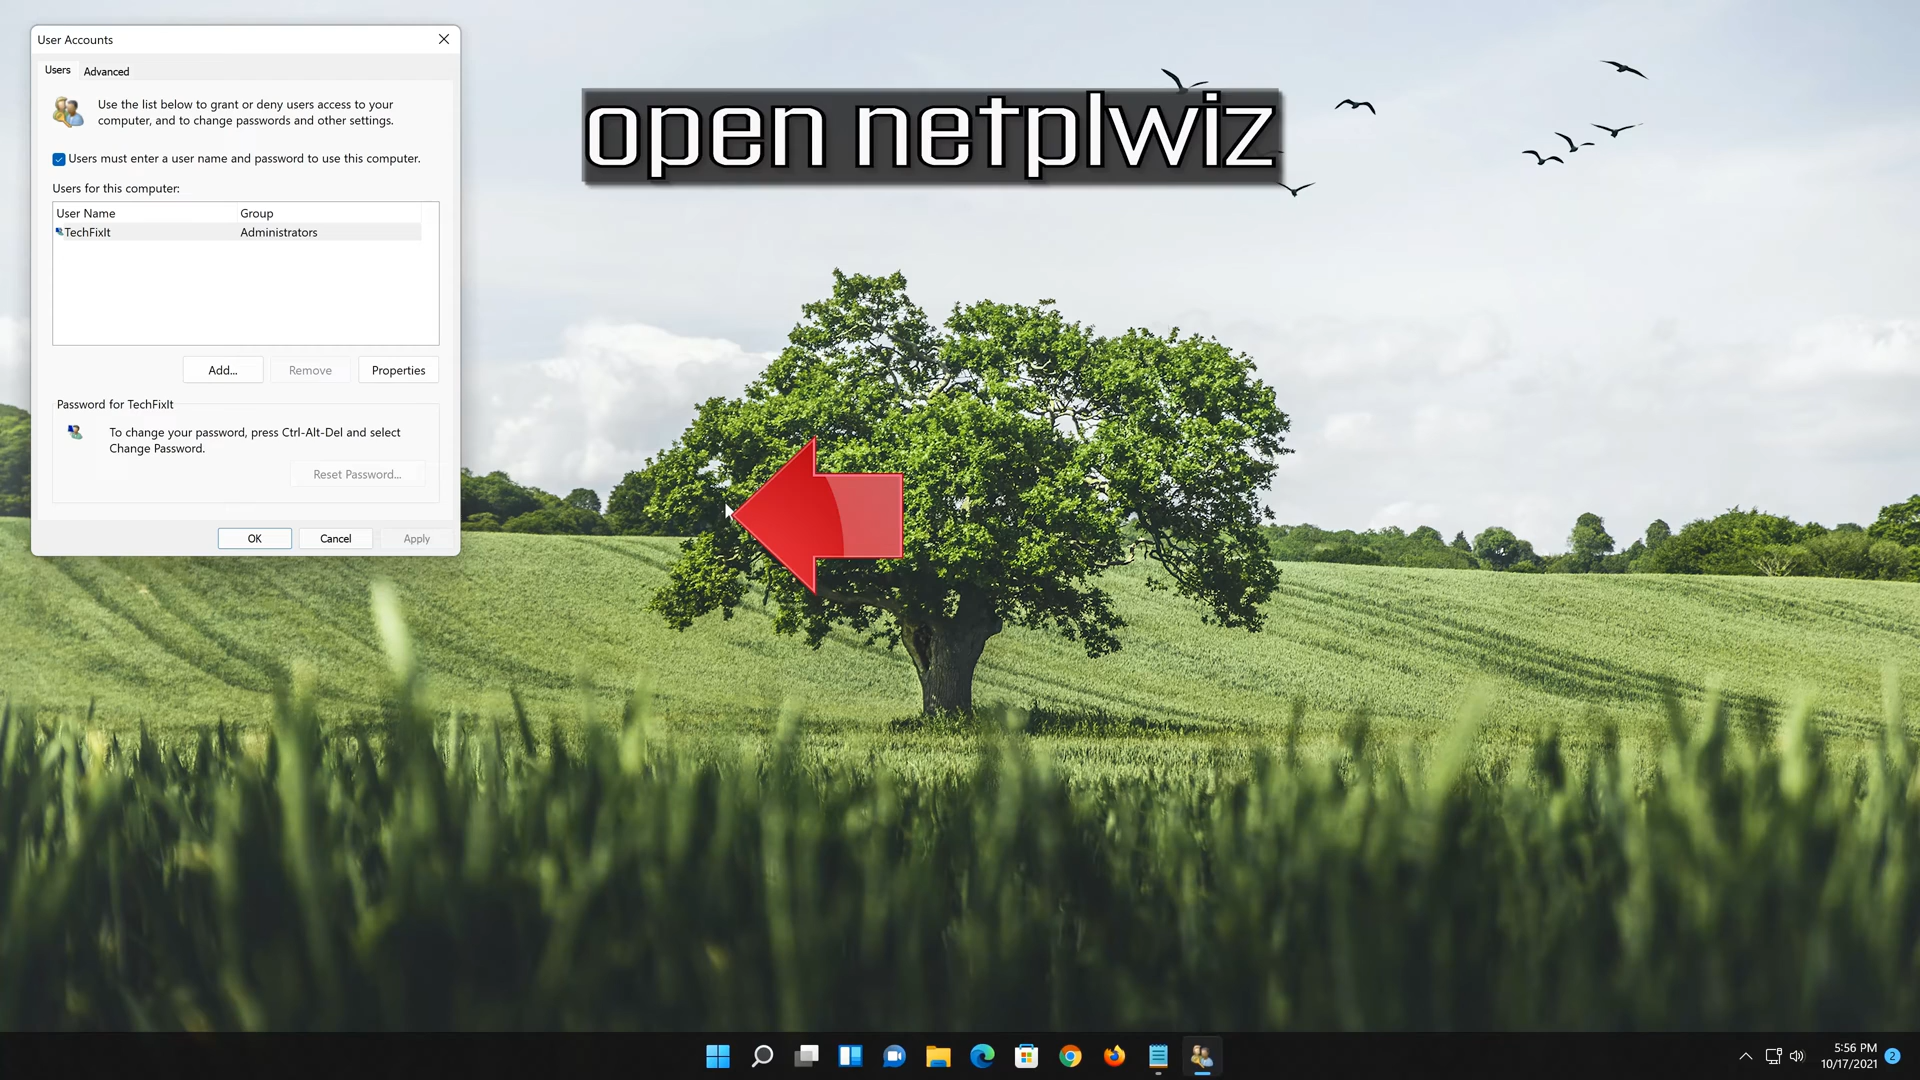 User Accounts
Users
Advanced
Use the list below to grant or deny users access to your
computer, and to change passwords and other settings.
Users must enter a user name and password to use this computer.
Users for this computer:
User Name
Group
TechFixIt
Administrators
Add...
Remove
Properties
Password for TechFixIt
To change your password, press Ctrl-Alt-Del and select
Change Password.
Reset Password...
OK
Cancel
Apply
open netplwiz
5:56 PM
10/17/2021
2